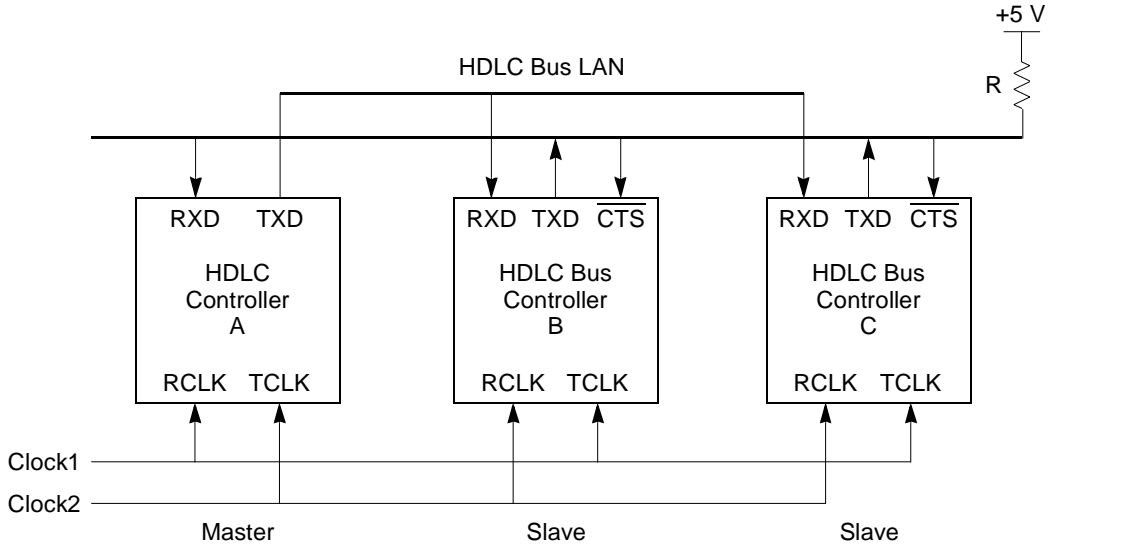 +5 V
HDLC Bus LAN
R
RXD TXD
RXD TXD CTS
RXD TXD CTS
HDLC
Controller
A
HDLC Bus
Controller
B
HDLC Bus
Controller
C
RCLK TCLK
RCLK TCLK
RCLK TCLK
Clock1
Clock2
Master
Slave
Slave